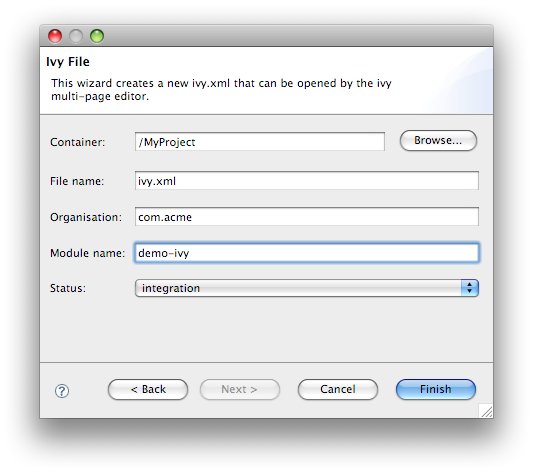 Ivy File
This wizard creates a new ivy.xml that can be opened by the ivy
multi-page editor.
Container: /MyProject Browse...
File name: ivy.xml
Organisation: com.acme
Module name: demo-ivy
Status: integration
? < Back Next > Cancel Finish